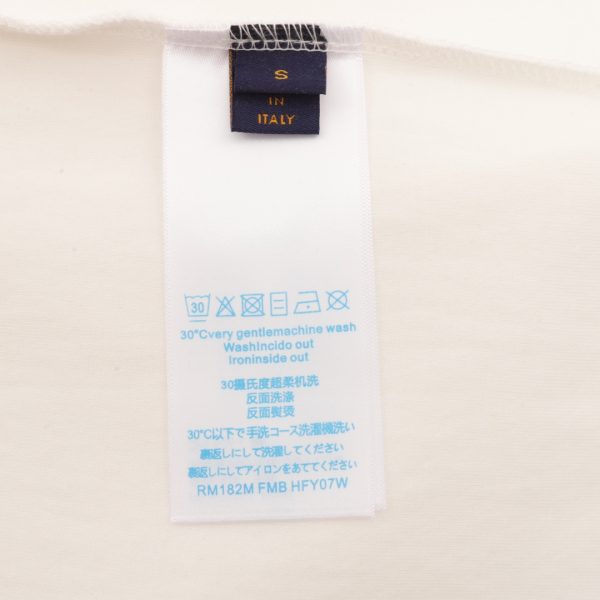 S
IN
ITALY
30
30°Cvery gentlemachine wash
WashIncido out
Ironinside out
30摄氏度超柔机洗
反面洗涤
反面熨烫
30°C以下で手洗コース洗濯機洗い
裏返しにして洗濯してください
裏返しにしてアイロンをあててください
RM182M FMB HFY07W